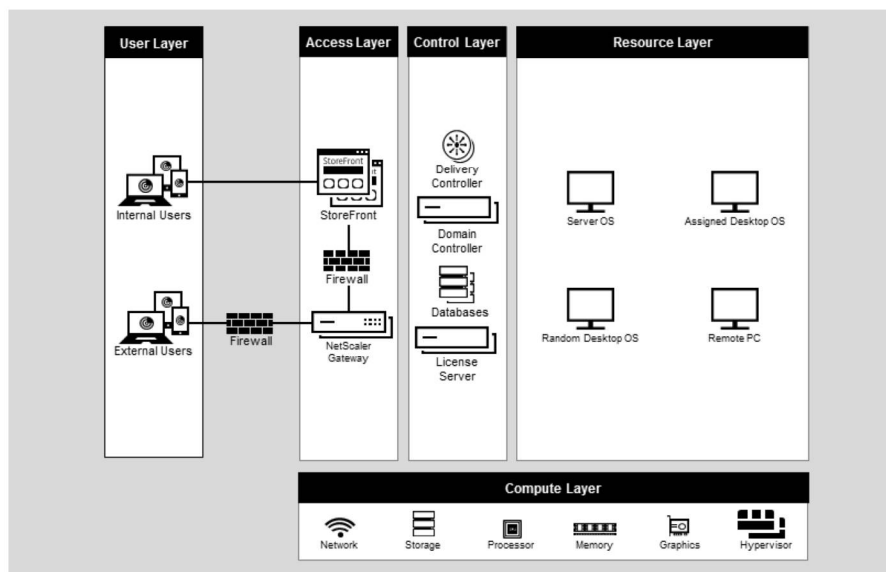 User Layer
Access Layer
Control Layer
Resource Layer
StoreFront
Internal Users
StoreFront
Firewall
External Users
Firewall
NetScaler
Gateway
Delivery
Controller
Domain
Controller
Databases
License
Server
Server OS
Assigned Desktop OS
Random Desktop OS
Remote PC
Compute Layer
Network
Storage
Processor
Memory
Graphics
Hypervisor